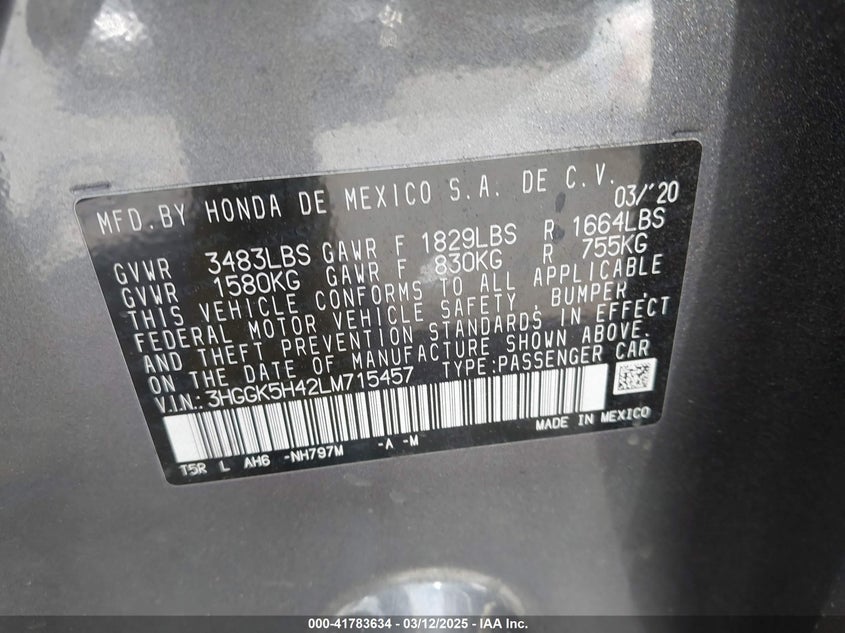 MFD. BY HONDA DE MEXICO S.A. DE C.V. 03/'20
GVWR 3483LBS GAWR F 1829LBS R 1664LBS
GVWR 1580KG GAWR F 830KG R 755KG
THIS VEHICLE CONFORMS TO ALL APPLICABLE
FEDERAL MOTOR VEHICLE SAFETY, BUMPER,
AND THEFT PREVENTION STANDARDS IN EFFECT
ON THE DATE OF MANUFACTURE SHOWN ABOVE.
V.IN.: 3HGGK5H42LM715457 TYPE:PASSENGER CAR
T5R L AH6 -NH797M -A -M MADE IN MEXICO
000-41783634 - 03/12/2025 - IAA Inc.